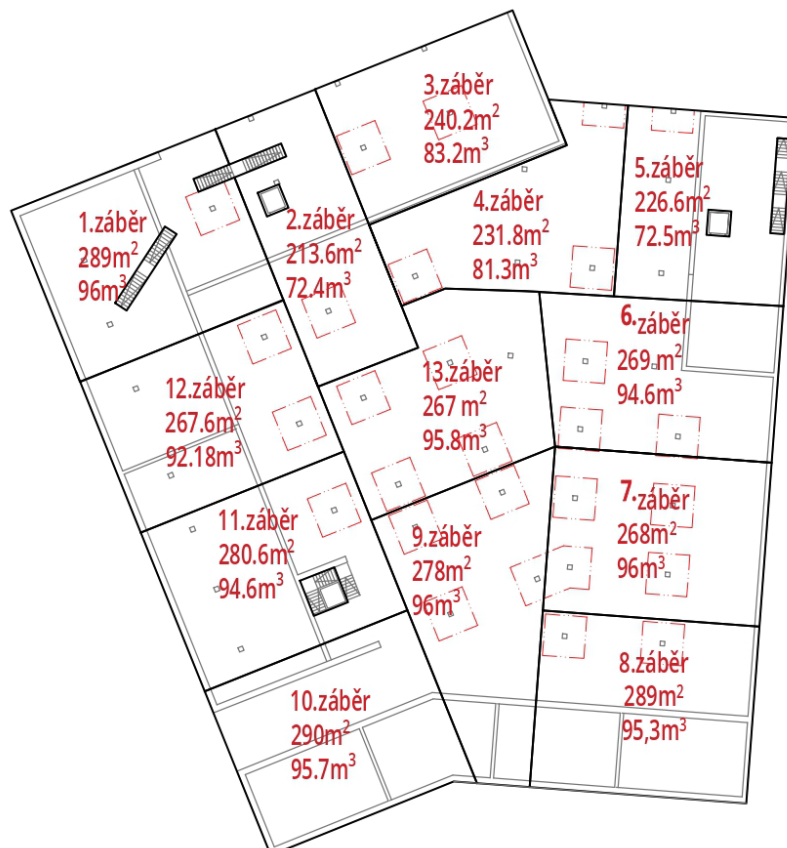 1.záběr
289m²
96m³
2.záběr
213.6m²
72.4m³
3.záběr
240.2m²
83.2m³
4.záběr
231.8m²
81.3m³
5.záběr
226.6m²
72.5m³
6.záběr
269.m²
94.6m³
7.záběr
268m²
96m³
8.záběr
289m²
95,3m³
9.záběr
278m²
96m³
10.záběr
290m²
95.7m³
11.záběr
280.6m²
94.6m³
12.záběr
267.6m²
92.18m³
13.záběr
267 m²
95.8m³